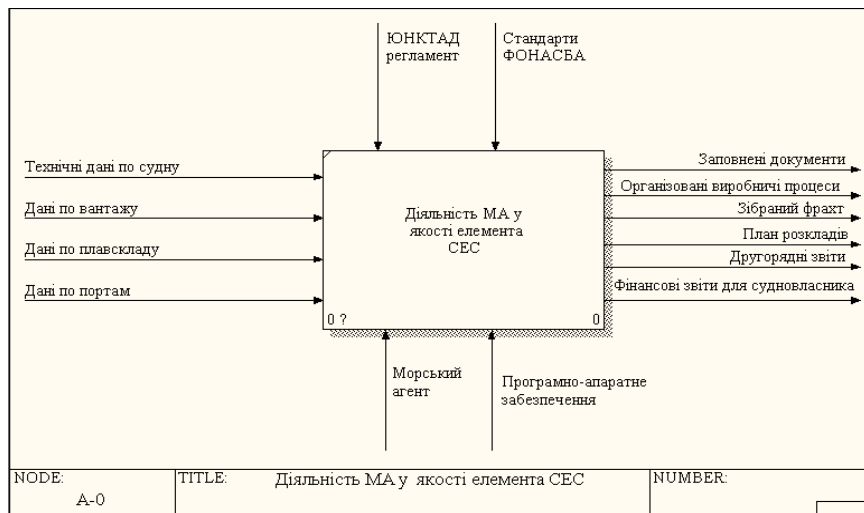 ЮНКТАД
регламент
Стандарти
ФОНАСБА
Технічні дані по судну
Дані по вантажу
Дані по плавскладу
Дані по портам
Діяльність МА у
якості елемента
СЕС
0 ?
0
Заповнені документи
Організовані виробничі процеси
Зібраний фрахт
План розкладів
Другорядні звіти
Фінансові звіти для судновласника
Морський
агент
Програмно-апаратне
забезпечення
NODE:
A-0
TITLE:
Діяльність МА у якості елемента СЕС
NUMBER: